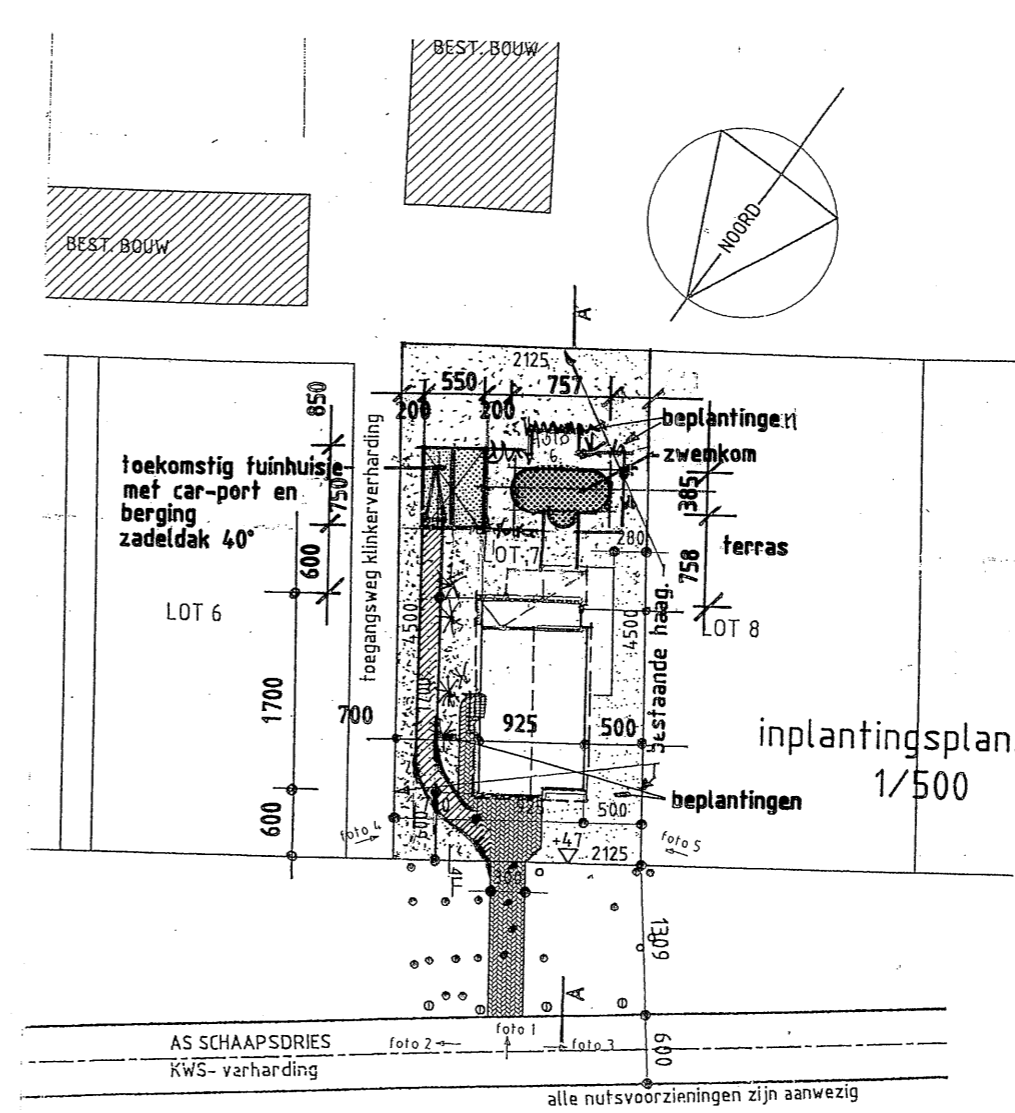 BEST. BOUW
BEST. BOUW
NOORD
A
2125
550
757
200
200
850
beplantingen
toegangsweg klinkerverharding
zwemkom
toekomstig tuinhuisje
met car-port en
berging
zadeldak 40°
750
385
600
LOT 7
280
terras
758
LOT 6
4500
4500
LOT 8
bestaande haag.
1700
700
925
500
inplantingsplan
1/500
beplantingen
600
500
foto 4
+47
2125
foto 5
300
1309
A
AS SCHAAPSDRIES
foto 1
foto 2
foto 3
600
KWS- verharding
alle nutsvoorzieningen zijn aanwezig